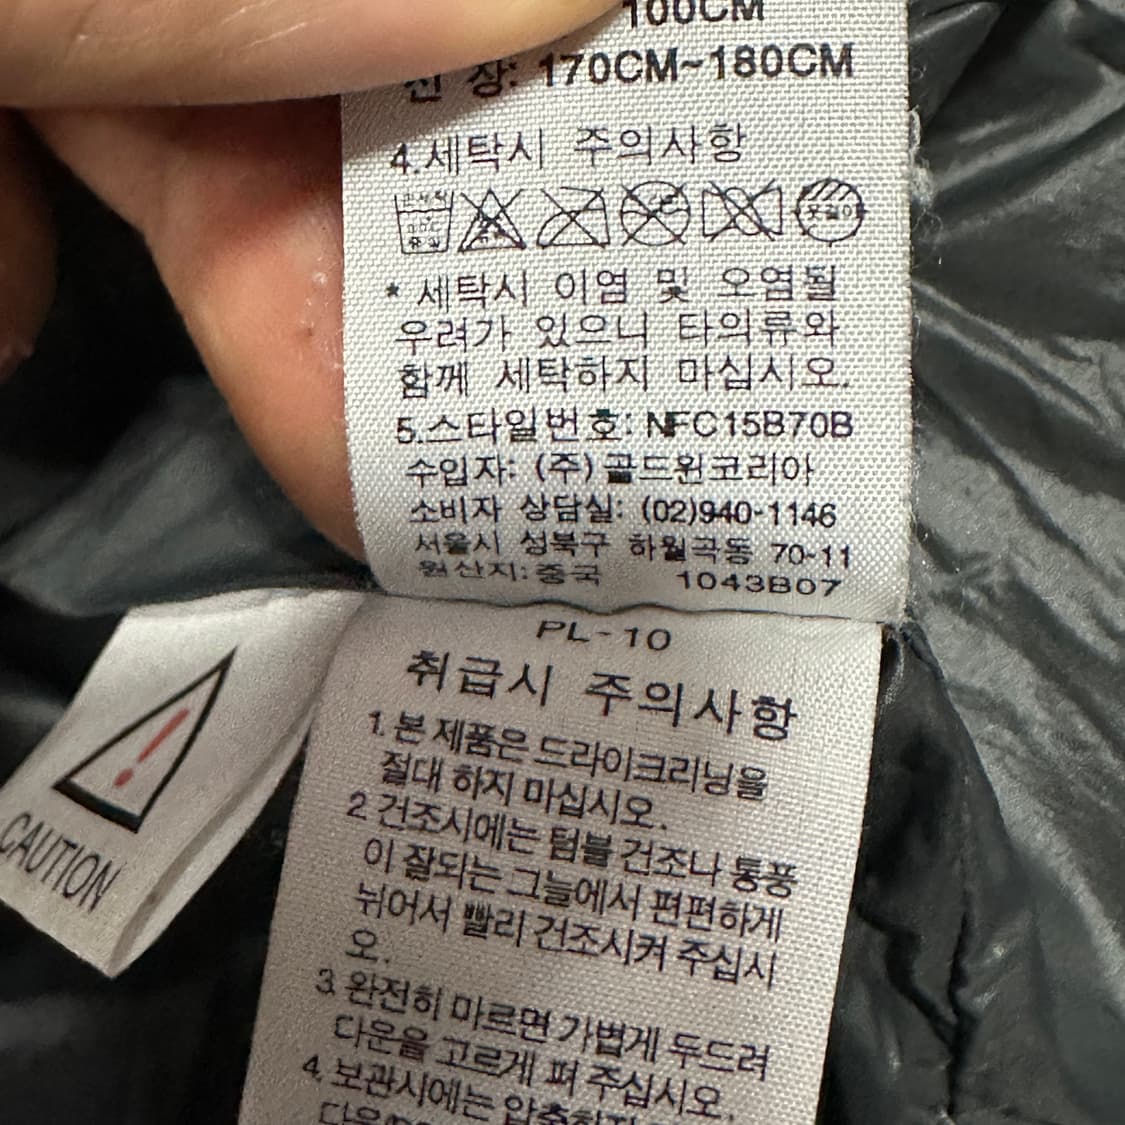 100CM
신 장: 170CM~180CM
4.세탁시 주의사항
옷걸이
* 세탁시 이염 및 오염될
우려가 있으니 타의류와
함께 세탁하지 마십시오.
5.스타일번호: NFC15B70B
수입자: (주)골드윈코리아
소비자 상담실: (02)940-1146
서울시 성북구 하월곡동 70-11
원산지:중국 1043B07
PL-10
취급시 주의사항
1. 본 제품은 드라이크리닝을
절대 하지 마십시오.
2 건조시에는 텀블 건조나 통풍
이 잘되는 그늘에서 편편하게
뉘어서 빨리 건조시켜 주십시
오.
3. 완전히 마르면 가볍게 두드려
다운을 고르게 펴 주십시오.
4. 보관시에는 압축하지
CAUTION